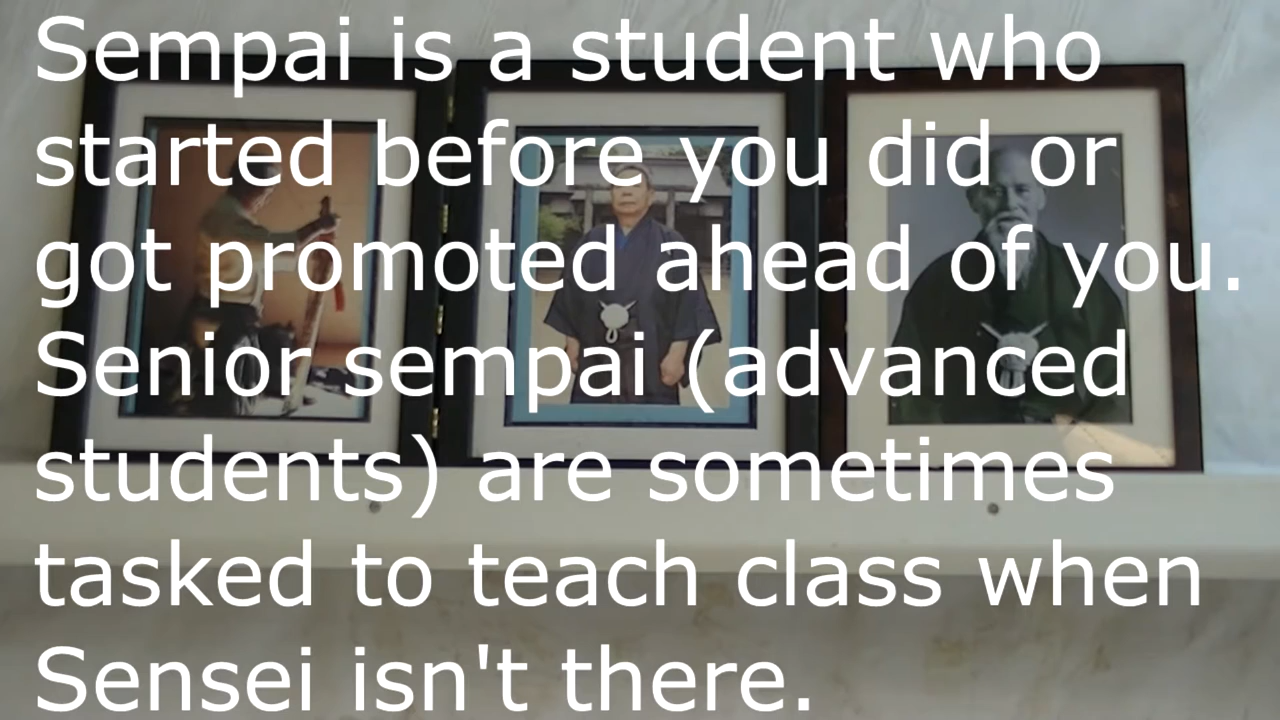 Sempai is a student who
started before you did or
got promoted ahead of you.
Senior sempai (advanced
students) are sometimes
tasked to teach class when
Sensei isn't there.